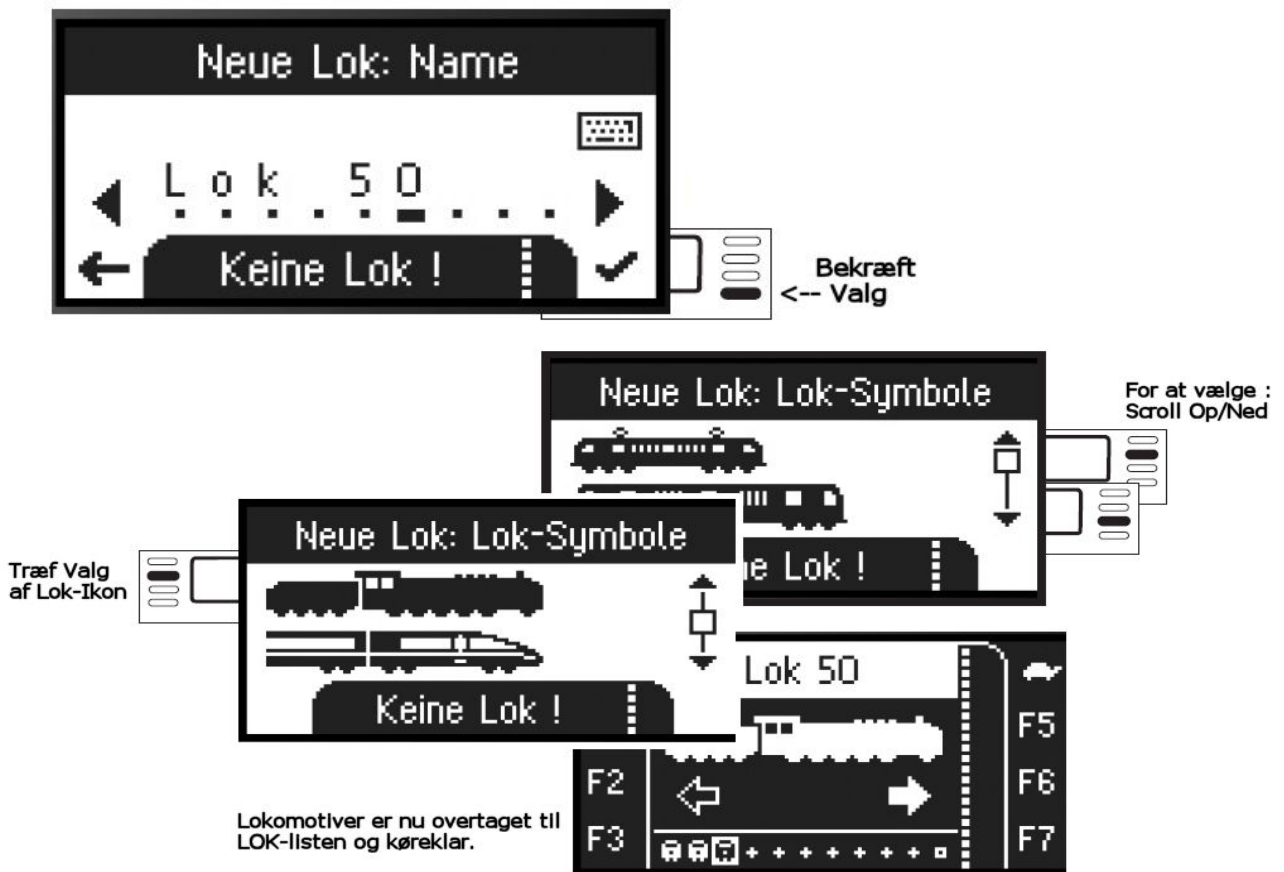 Neue Lok: Name
Lok 50
Keine Lok !
Bekræft
<-- Valg
Neue Lok: Lok-Symbole
For at vælge :
Scroll Op/Ned
ne Lok !
Neue Lok: Lok-Symbole
Træf Valg
af Lok-Ikon
Keine Lok !
Lok 50
F5
F2
F6
F3
F7
Lokomotiver er nu overtaget til
LOK-listen og køreklar.